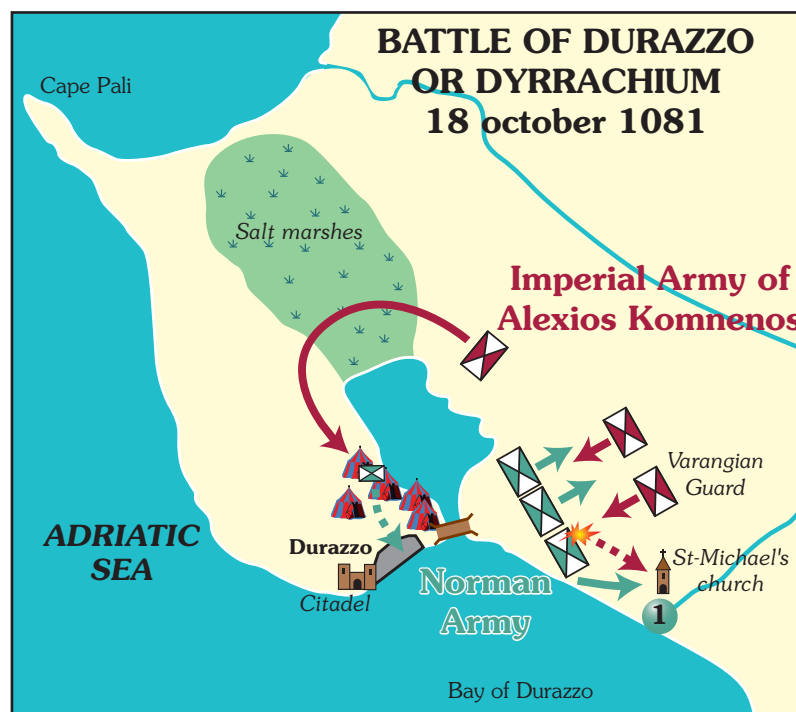 BATTLE OF DURAZZO
OR DYRRACHIUM
18 october 1081
Cape Pali
Salt marshes
Imperial Army of
Alexios Komnenos
Varangian
Guard
ADRIATIC
SEA
Durazzo
Citadel
Norman
Army
St-Michael's
church
1
Bay of Durazzo